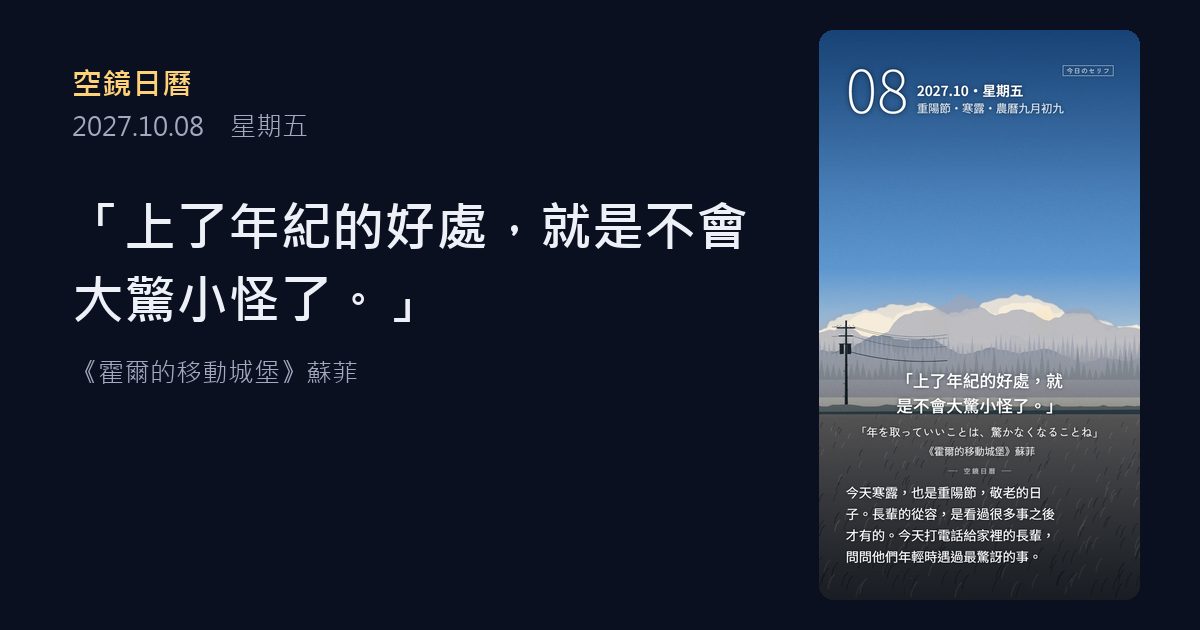 空鏡日曆
2027.10.08 星期五
「上了年紀的好處，就是不會
大驚小怪了。」
《霍爾的移動城堡》蘇菲
08
2027.10・星期五
重陽節・寒露・農曆九月初九
今日のセリフ
「上了年紀的好處，就
是不會大驚小怪了。」
「年を取っていいことは、驚かなくなることね」
《霍爾的移動城堡》蘇菲
— 空鏡日曆 —
今天寒露，也是重陽節，敬老的日
子。長輩的從容，是看過很多事之後
才有的。今天打電話給家裡的長輩，
問問他們年輕時遇過最驚訝的事。